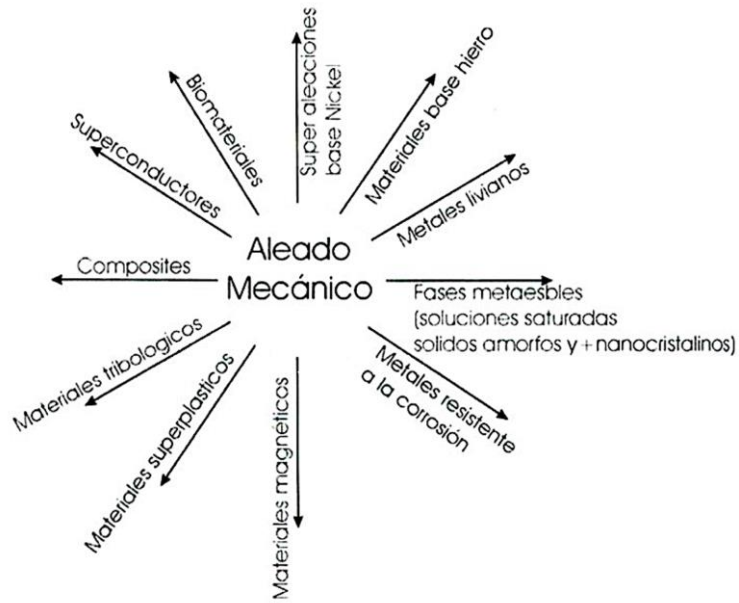 Super aleaciones
base Nickel
Materiales base hierro
Metales livianos
Fases metaesbles
(soluciones saturadas
solidos amorfos y + nanocristalinos)
Metales resistente
a la corrosión
Materiales magnéticos
Materiales superplasticos
Materiales tribologicos
Composites
Superconductores
Biomateriales
Aleado
Mecánico